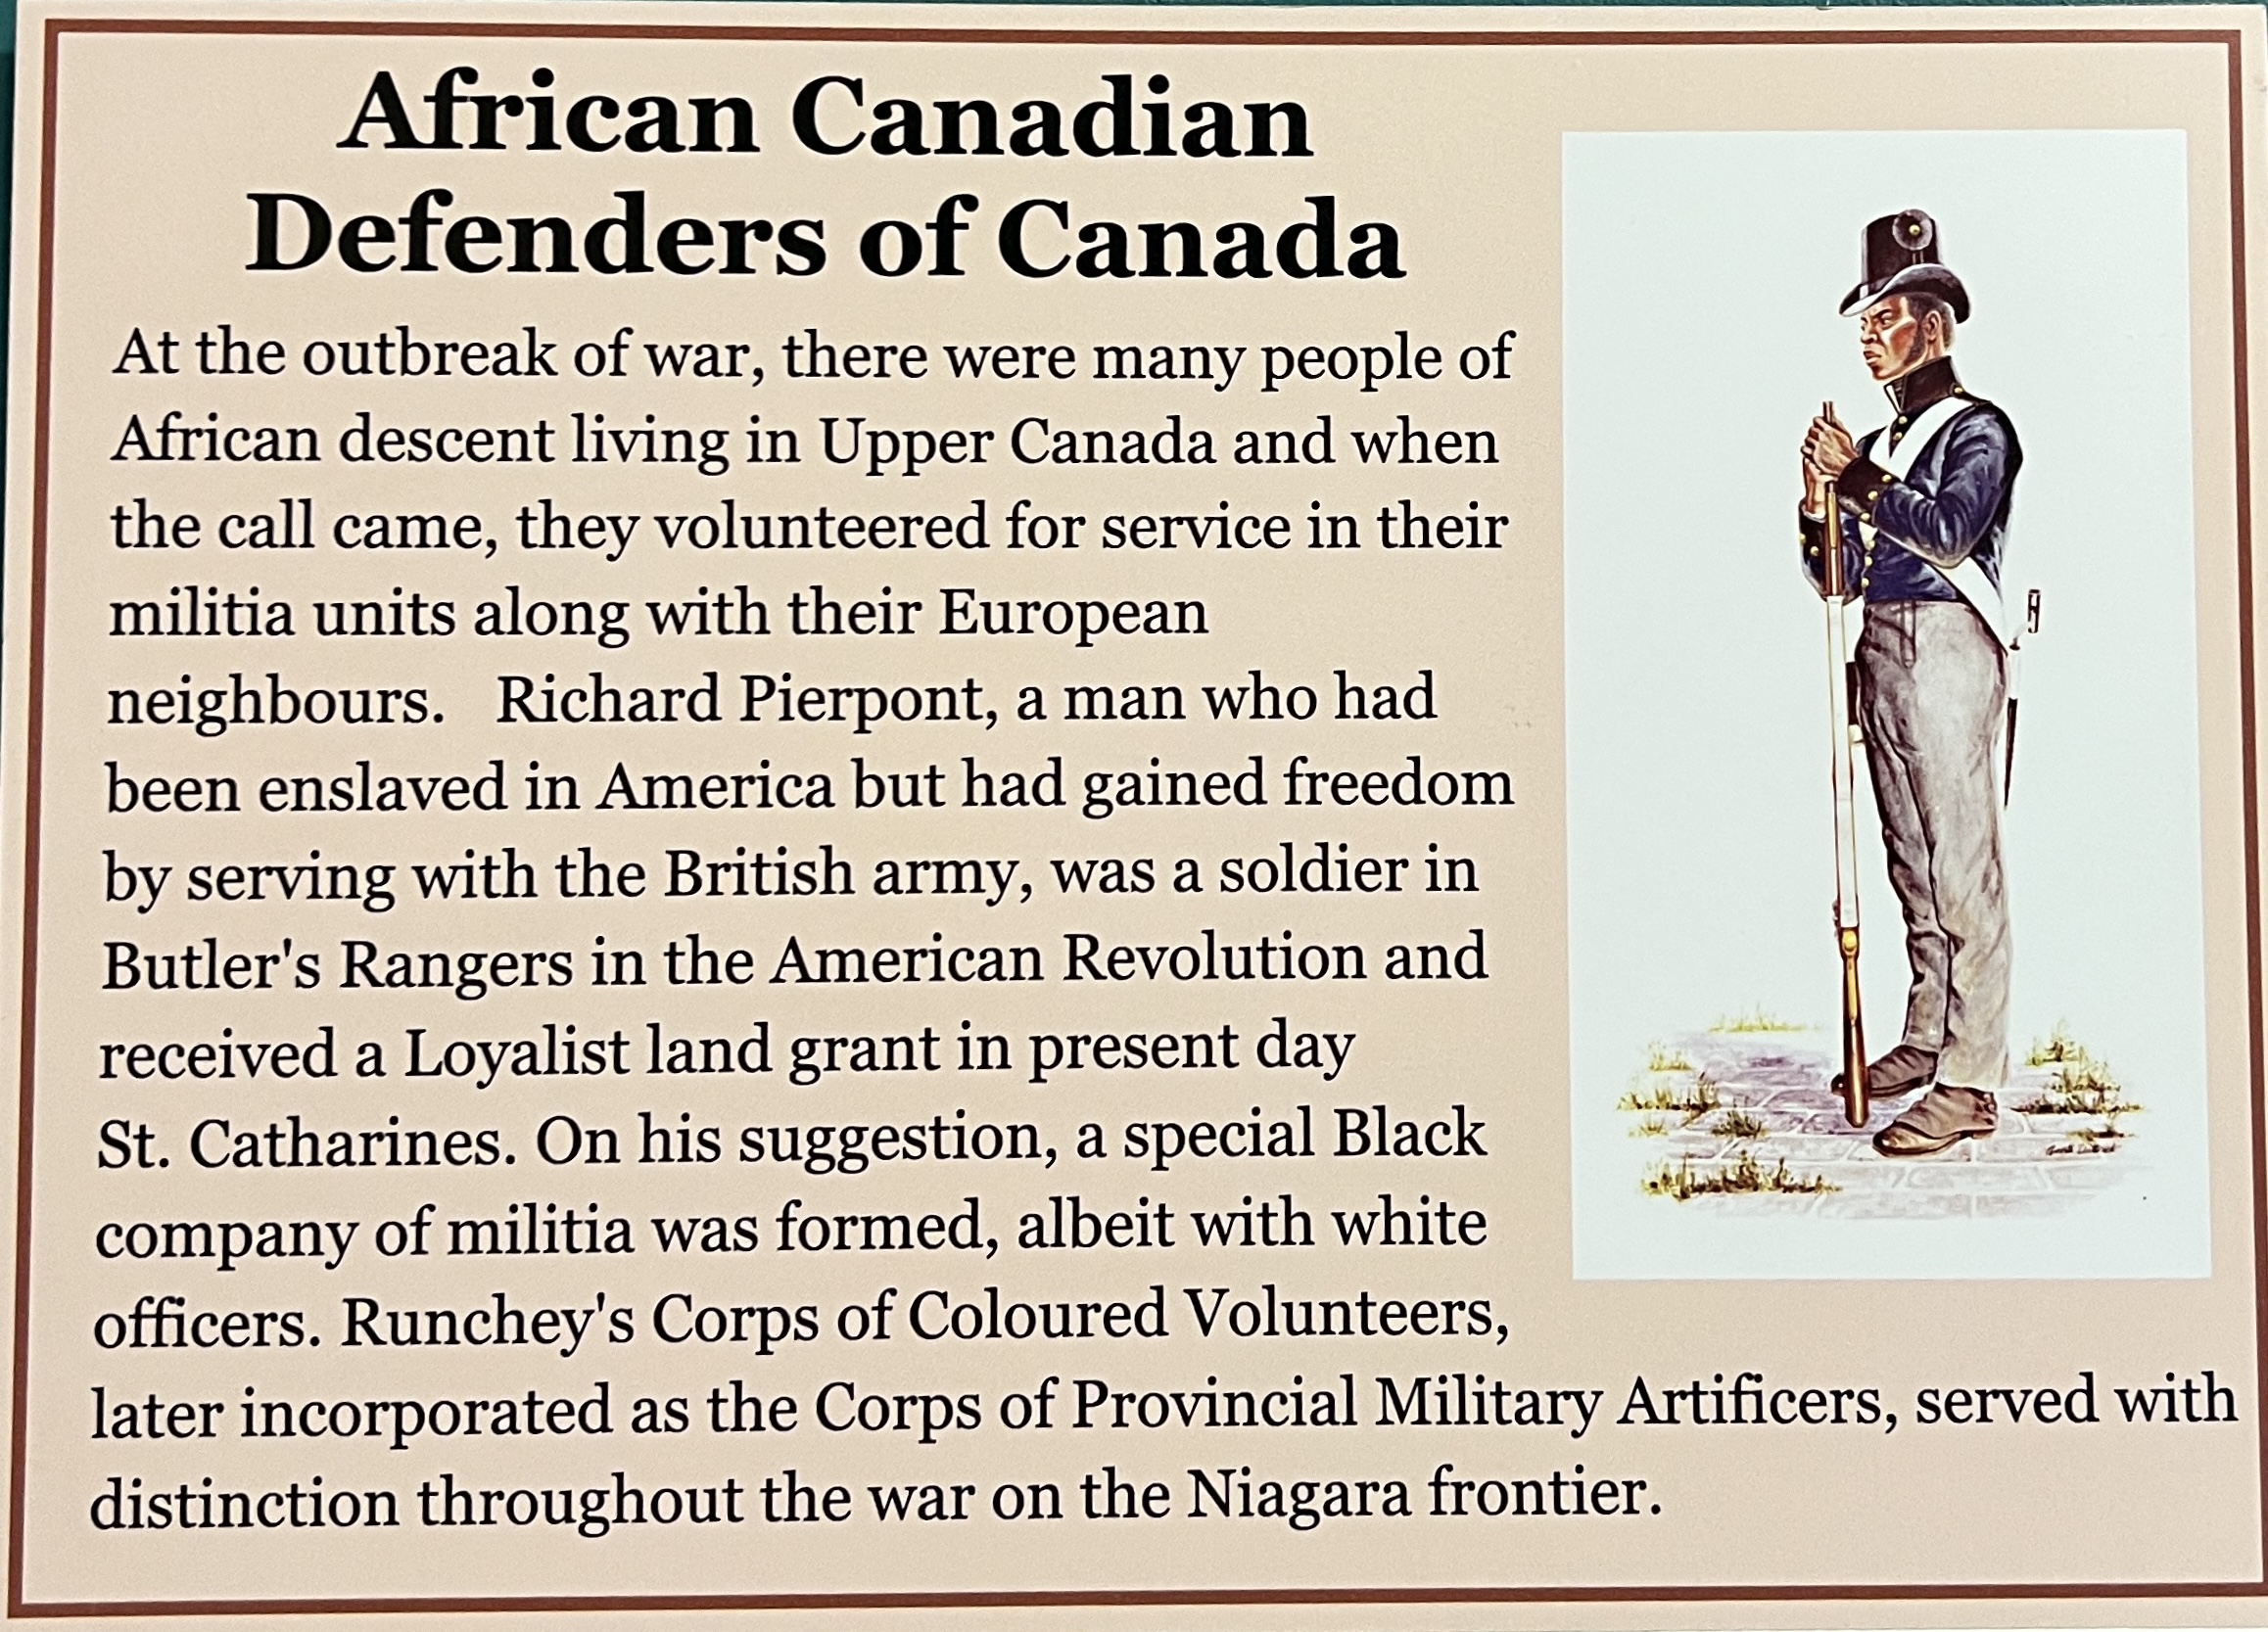 African Canadian
Defenders of Canada
At the outbreak of war, there were many people of
African descent living in Upper Canada and when
the call came, they volunteered for service in their
militia units along with their European
neighbours. Richard Pierpont, a man who had
been enslaved in America but had gained freedom
by serving with the British army, was a soldier in
Butler's Rangers in the American Revolution and
received a Loyalist land grant in present day
St. Catharines. On his suggestion, a special Black
company of militia was formed, albeit with white
officers. Runchey's Corps of Coloured Volunteers,
later incorporated as the Corps of Provincial Military Artificers, served with
distinction throughout the war on the Niagara frontier.